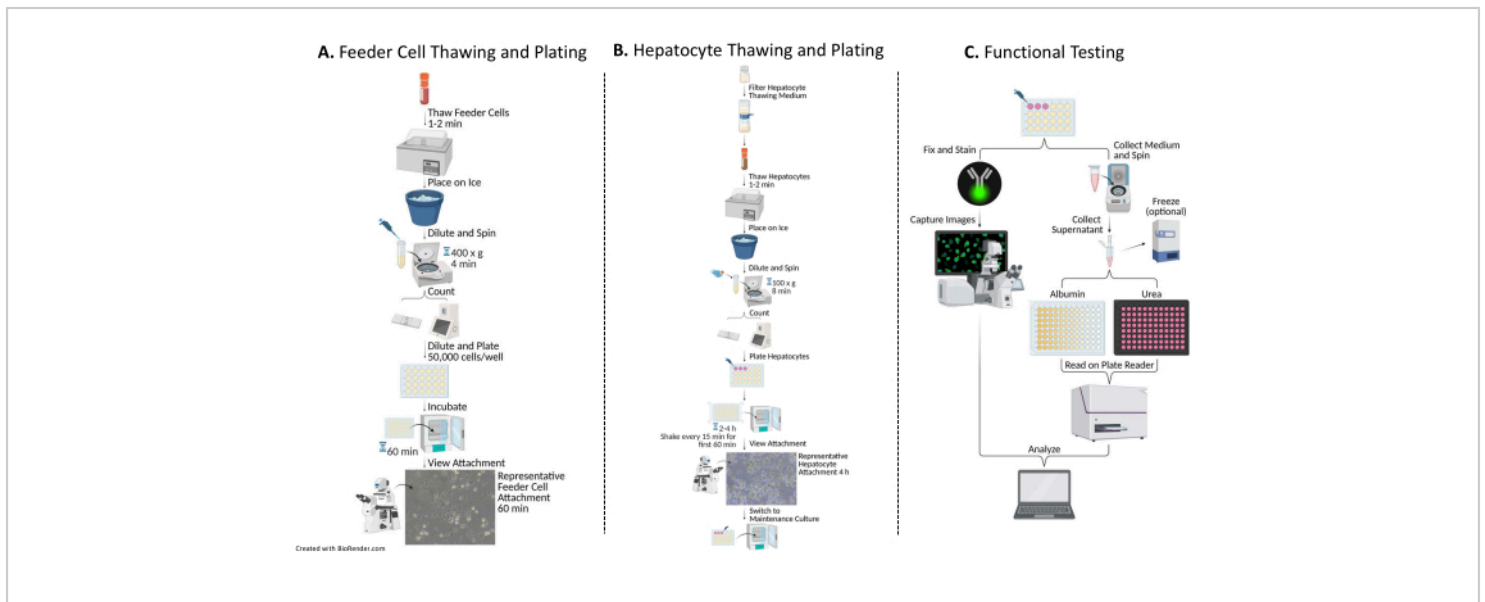 A. Feeder Cell Thawing and Plating
Thaw Feeder Cells
1-2 min
Place on Ice
Dilute and Spin
400 x g
4 min
Count
Dilute and Plate
50,000 cells/well
Incubate
60 min
View Attachment
Representative
Feeder Cell
Attachment
60 min
Created with BioRender.com
B. Hepatocyte Thawing and Plating
Filter Hepatocyte
Thawing Medium
Thaw Hepatocytes
1-2 min
Place on Ice
Dilute and Spin
100 x g
8 min
Count
Plate Hepatocytes
2-4 h
Shake every 15 min for
first 60 min
View Attachment
Representative
Hepatocyte
Attachment 4 h
Switch to
Maintenance Culture
C. Functional Testing
Fix and Stain
Collect Medium
and Spin
Capture Images
Collect
Supernatant
Freeze
(optional)
Albumin
Urea
Read on Plate Reader
Analyze